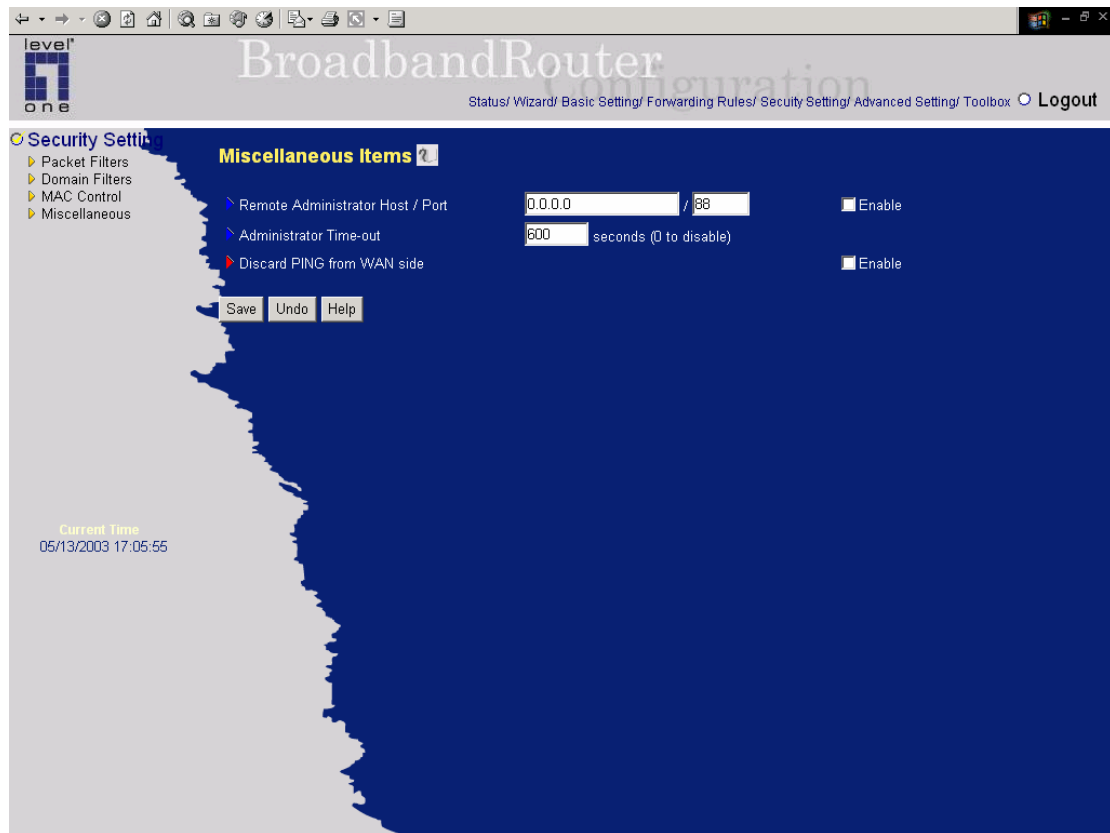 level
one
BroadbandRouter
Configuration
Status/ Wizard/ Basic Setting/ Forwarding Rules/ Secuity Setting/ Advanced Setting/ Toolbox Logout
Security Setting
Packet Filters
Domain Filters
MAC Control
Miscellaneous
Current Time
05/13/2003 17:05:55
Miscellaneous Items
Remote Administrator Host / Port 0.0.0.0 / 88 Enable
Administrator Time-out 600 seconds (0 to disable)
Discard PING from WAN side Enable
Save Undo Help